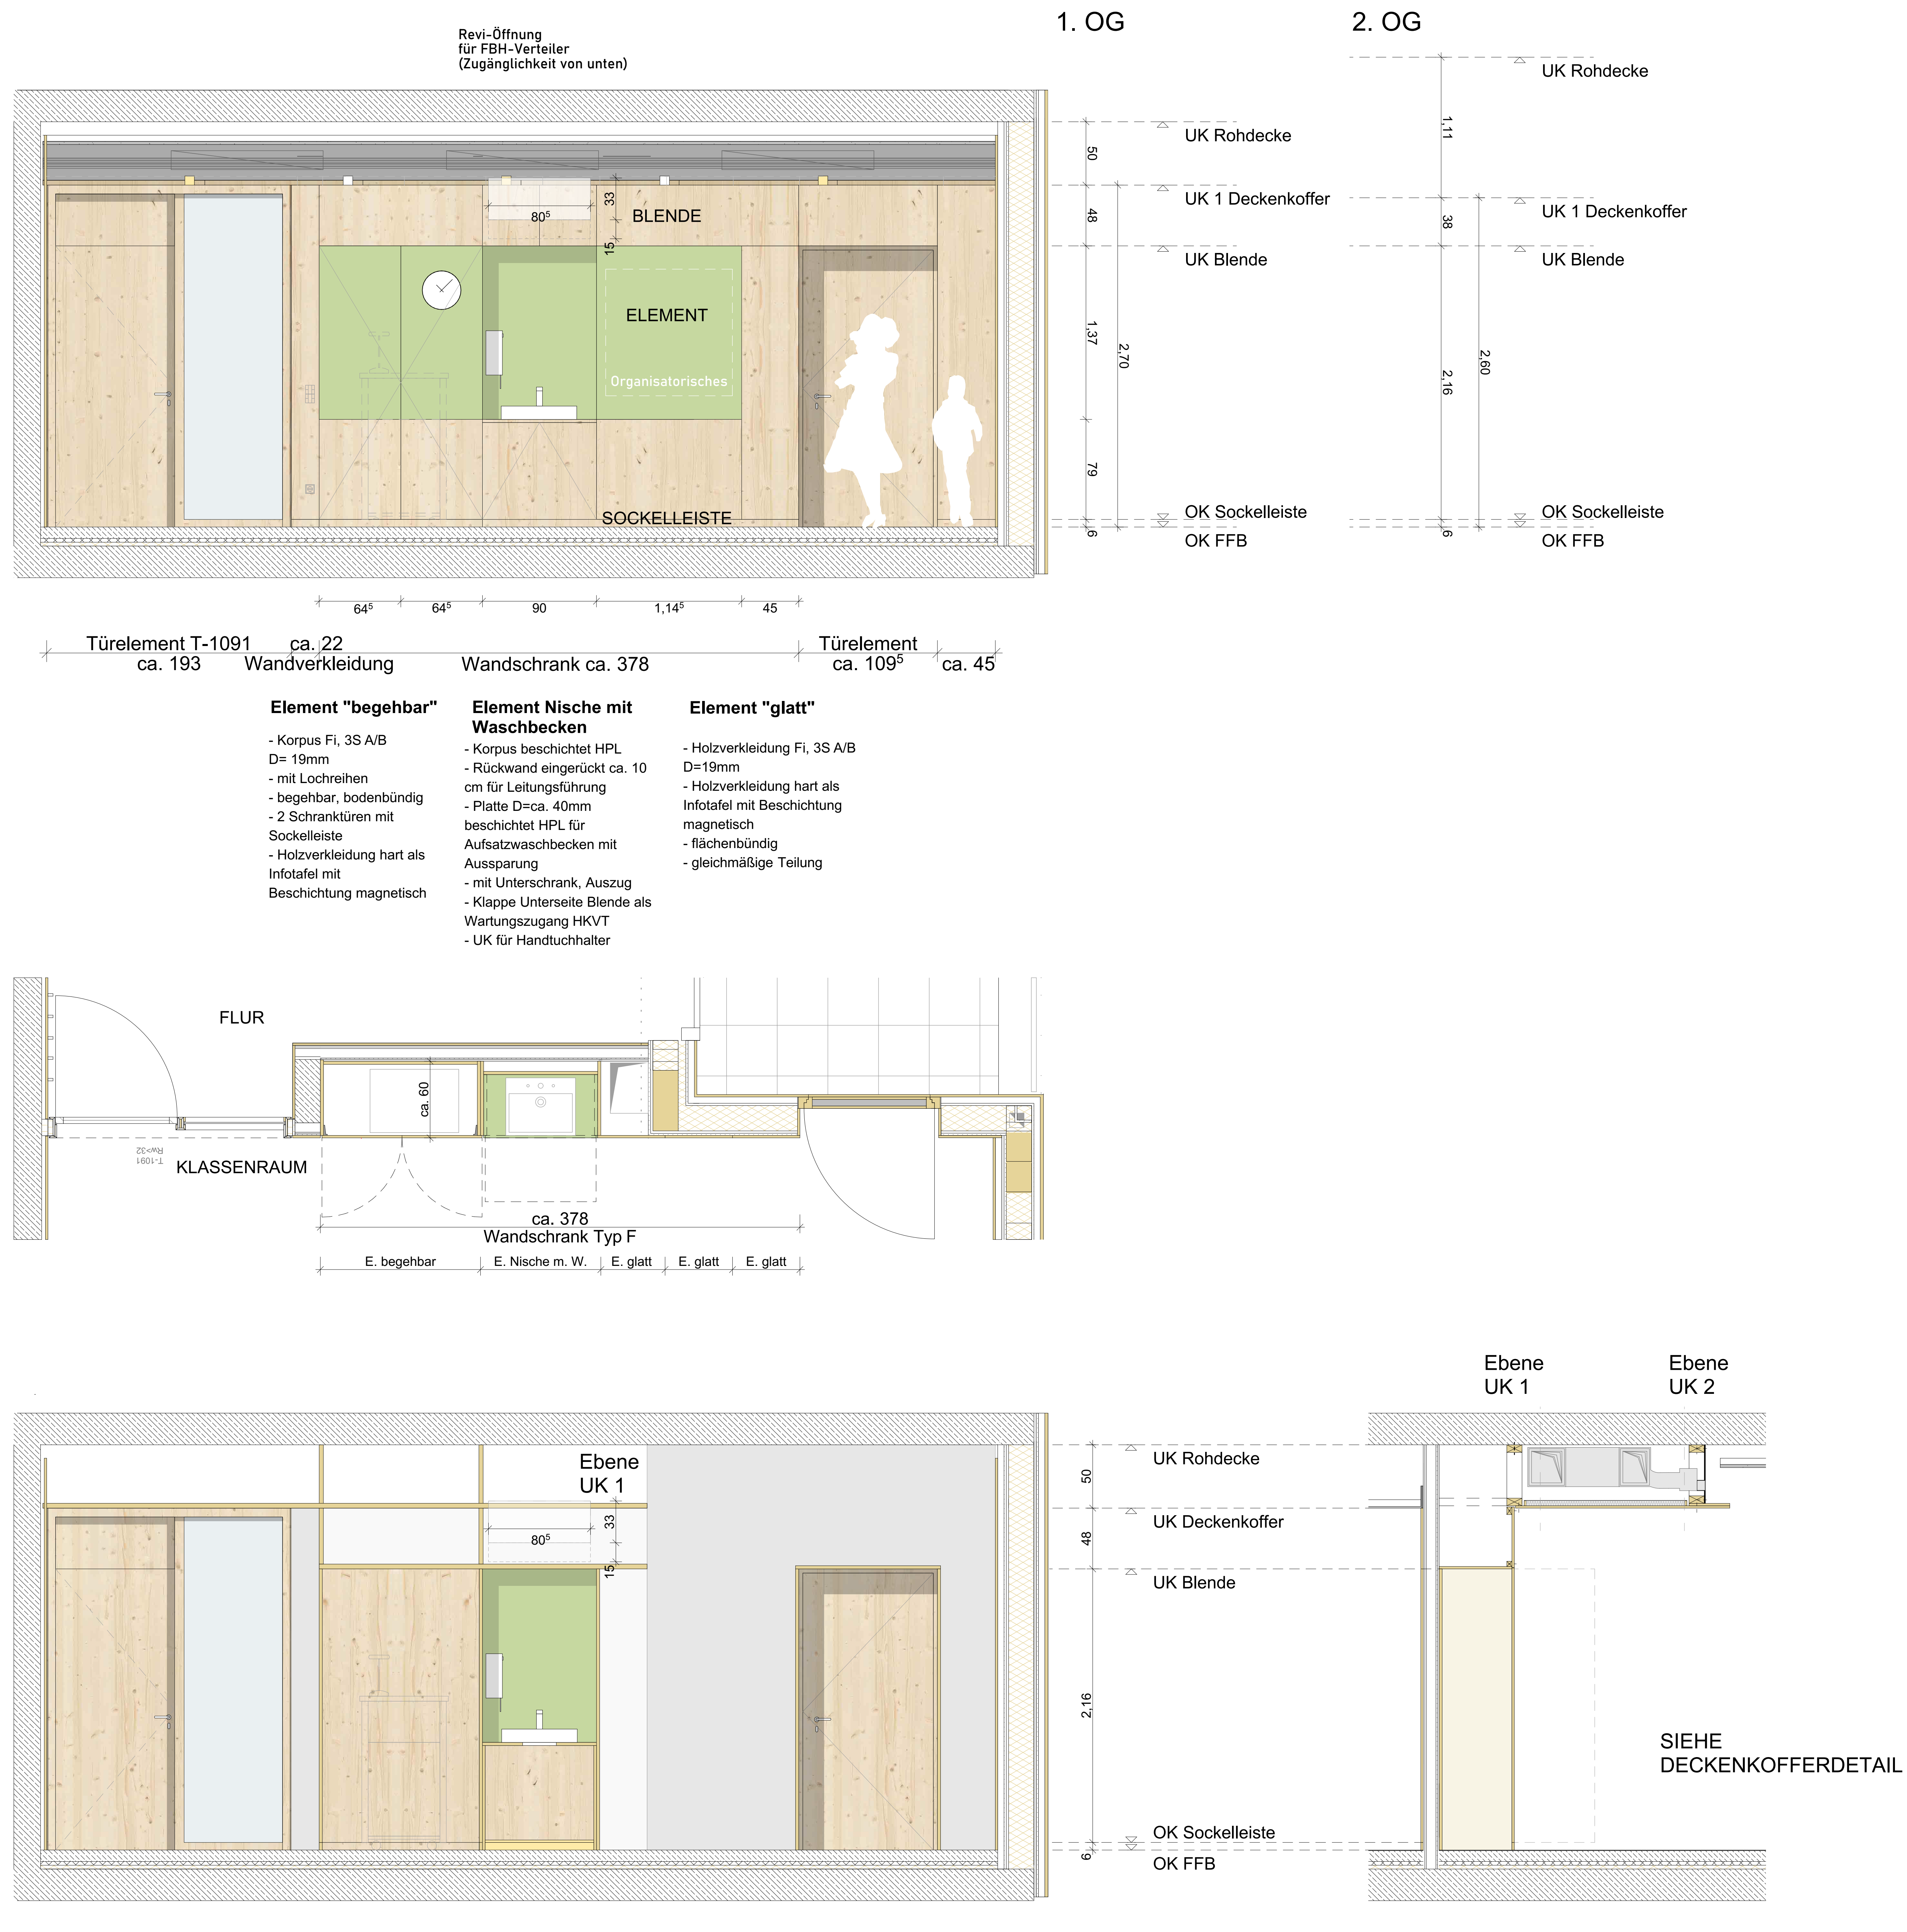 1. OG
2. OG
Revi-Öffnung
für FBH-Verteiler
(Zugänglichkeit von unten)
UK Rohdecke
1,11
UK Rohdecke
50
UK 1 Deckenkoffer
UK 1 Deckenkoffer
33
80⁵
BLENDE
48
38
15
UK Blende
UK Blende
ELEMENT
1,37
2,70
2,16
2,60
Organisatorisches
79
SOCKELLEISTE
OK Sockelleiste
OK Sockelleiste
6
6
OK FFB
OK FFB
64⁵
64⁵
90
1,14⁵
45
Türelement T-1091
ca. 193
ca. 22
Wandverkleidung
Wandschrank ca. 378
Türelement
ca. 109⁵
ca. 45
Element "begehbar"
- Korpus Fi, 3S A/B
D= 19mm
- mit Lochreihen
- begehbar, bodenbündig
- 2 Schranktüren mit
Sockelleiste
- Holzverkleidung hart als
Infotafel mit
Beschichtung magnetisch
Element Nische mit
Waschbecken
- Korpus beschichtet HPL
- Rückwand eingerückt ca. 10
cm für Leitungsführung
- Platte D=ca. 40mm
beschichtet HPL für
Aufsatzwaschbecken mit
Aussparung
- mit Unterschrank, Auszug
- Klappe Unterseite Blende als
Wartungszugang HKVT
- UK für Handtuchhalter
Element "glatt"
- Holzverkleidung Fi, 3S A/B
D=19mm
- Holzverkleidung hart als
Infotafel mit Beschichtung
magnetisch
- flächenbündig
- gleichmäßige Teilung
FLUR
ca. 60
T-1091
Rw>32
KLASSENRAUM
ca. 378
Wandschrank Typ F
E. begehbar
E. Nische m. W.
E. glatt
E. glatt
E. glatt
Ebene
UK 1
Ebene
UK 2
Ebene
UK 1
UK Rohdecke
50
33
80⁵
UK Deckenkoffer
48
15
UK Blende
2,16
SIEHE
DECKENKOFFERDETAIL
OK Sockelleiste
6
OK FFB